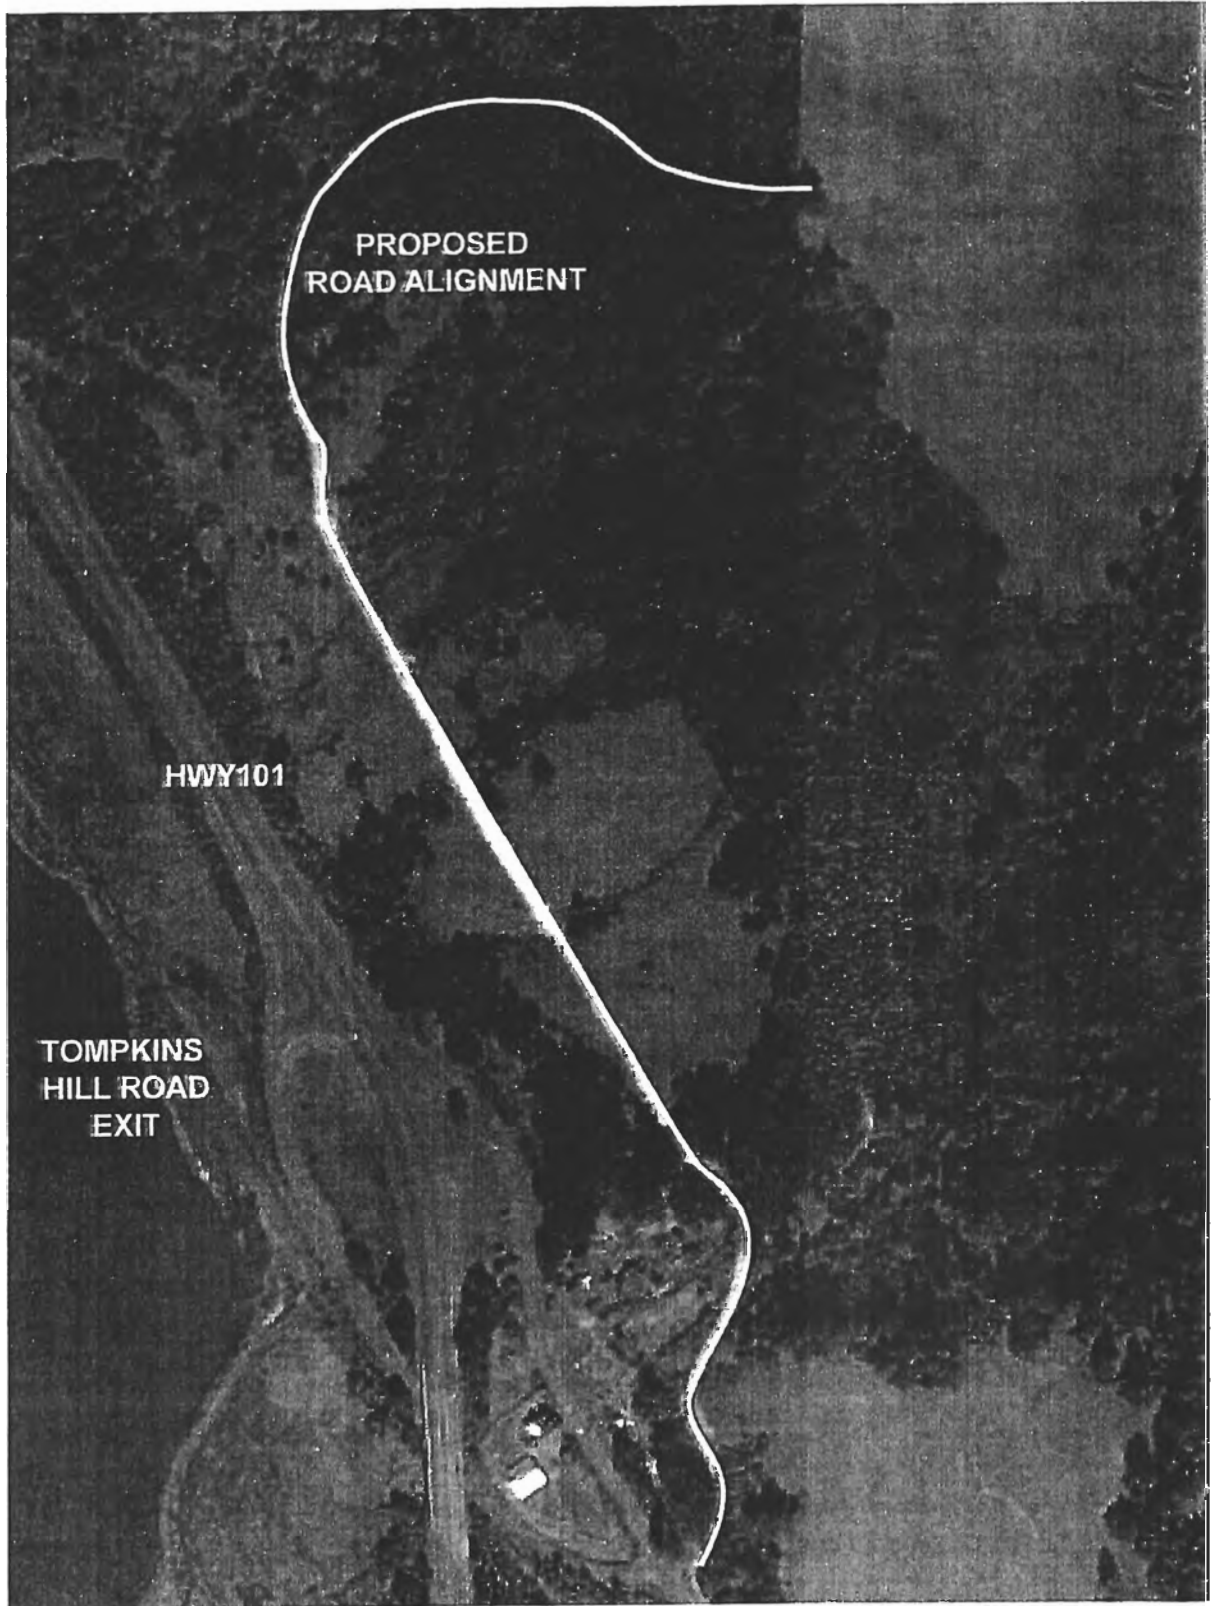 PROPOSED
ROAD ALIGNMENT
HWY101
TOMPKINS
HILL ROAD
EXIT